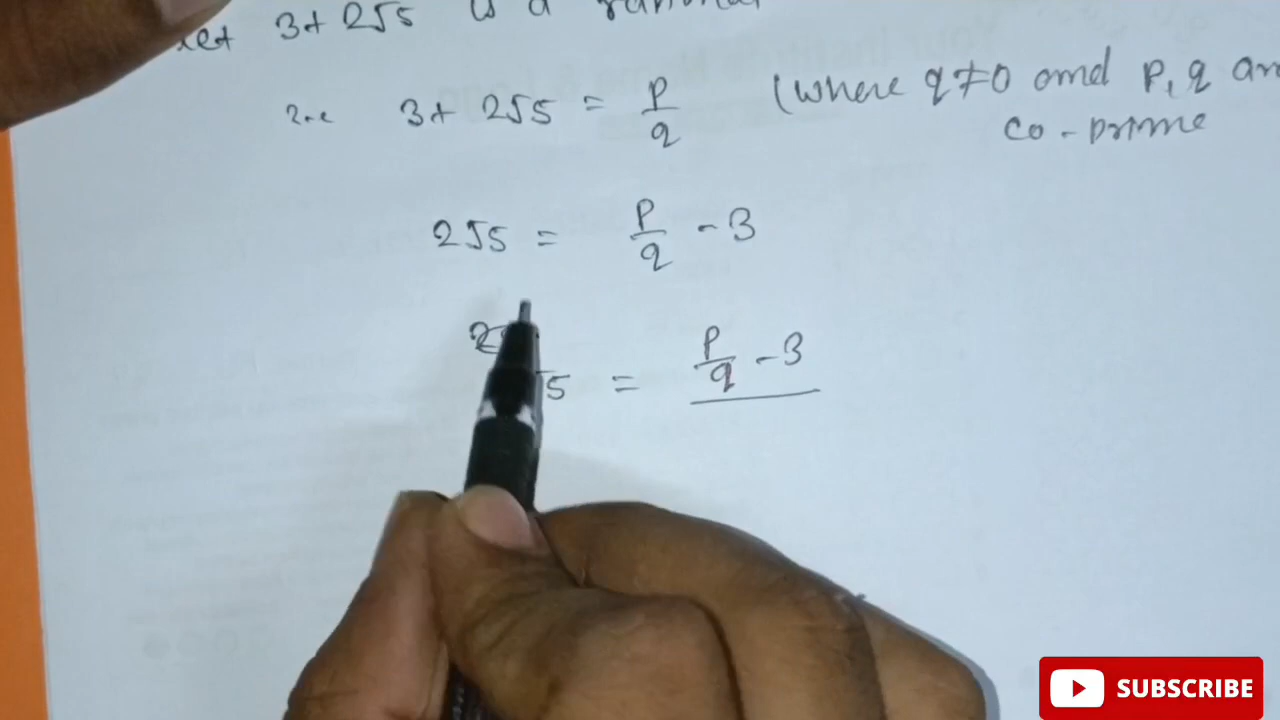 Let 3+2√5 is a rational
3+2√5 = p/q (where q≠0 and p, q are
co-prime
2√5 = p/q - 3
√5 = p/q - 3
SUBSCRIBE